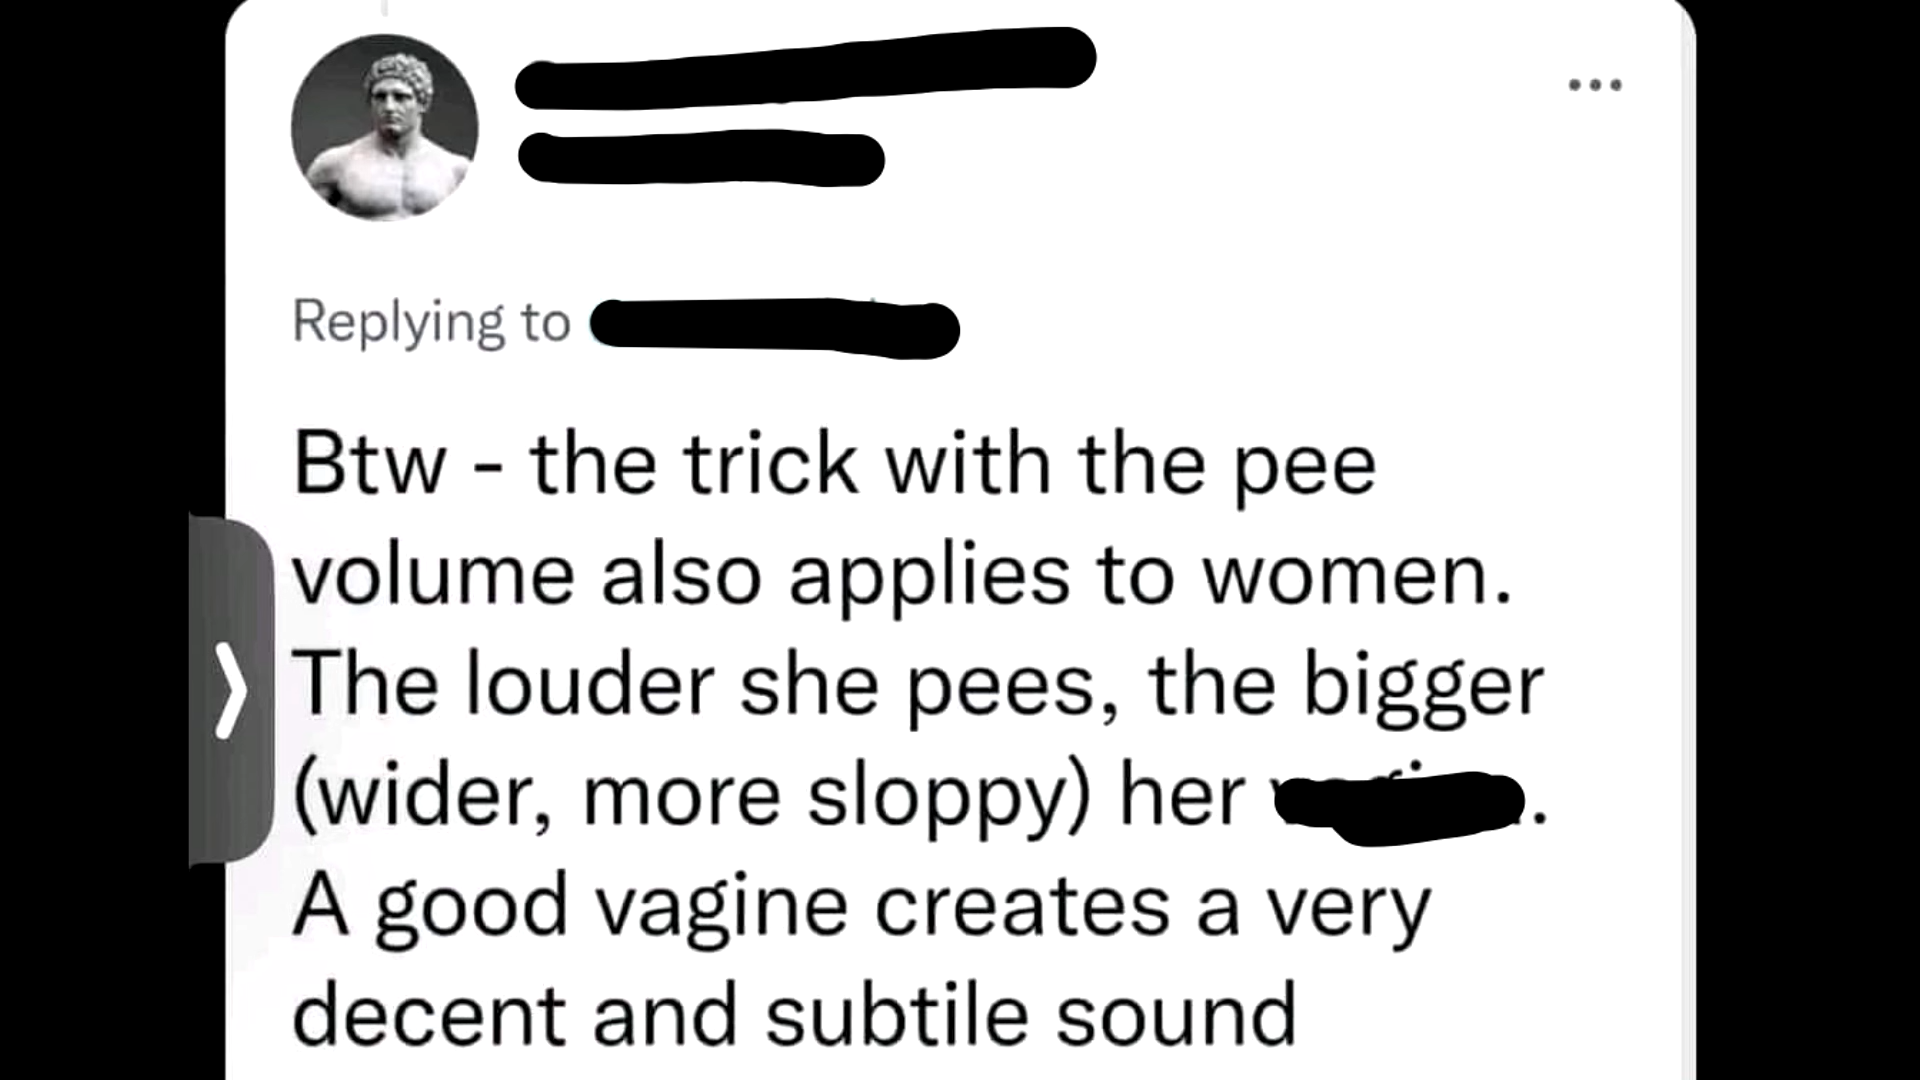 Replying to
Btw - the trick with the pee
volume also applies to women.
The louder she pees, the bigger
(wider, more sloppy) her .
A good vagine creates a very
decent and subtile sound